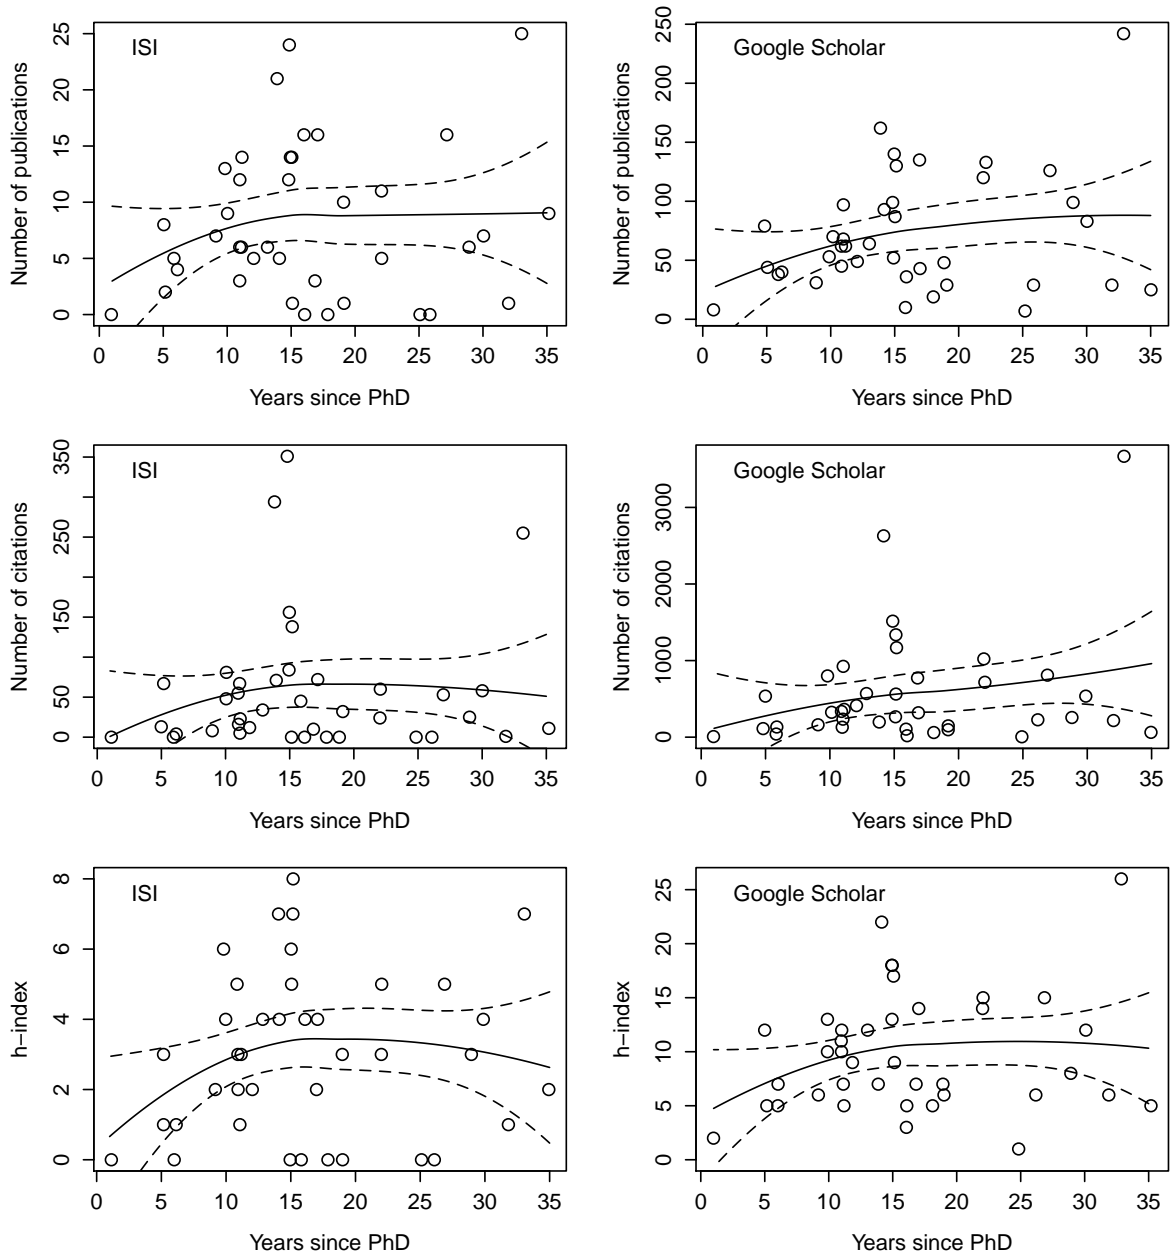 ISI
Number of publications
25
20
15
10
5
0
0 5 10 15 20 25 30 35
Years since PhD
Google Scholar
Number of publications
250
200
150
100
50
0
0 5 10 15 20 25 30 35
Years since PhD
ISI
Number of citations
350
250
150
50
0
0 5 10 15 20 25 30 35
Years since PhD
Google Scholar
Number of citations
3000
2000
1000
0
0 5 10 15 20 25 30 35
Years since PhD
ISI
h−index
8
6
4
2
0
0 5 10 15 20 25 30 35
Years since PhD
Google Scholar
h−index
25
20
15
10
5
0
0 5 10 15 20 25 30 35
Years since PhD